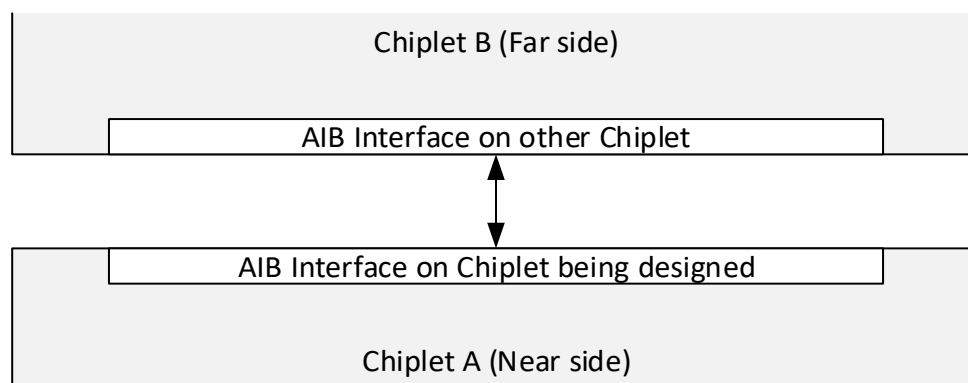 Chiplet B (Far side)
AIB Interface on other Chiplet
AIB Interface on Chiplet being designed
Chiplet A (Near side)